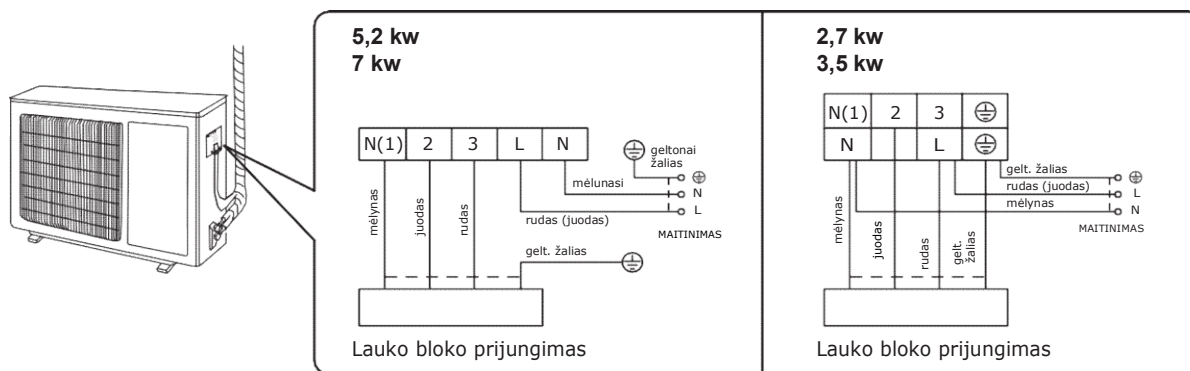 5,2 kw
7 kw
N(1) 2 3 L N
geltonai
žalias
mėlunasi
N
L
rudas (juodas)
MAITINIMAS
mėlynas
juodas
rudas
gelt. žalias
Lauko bloko prijungimas
2,7 kw
3,5 kw
N(1) 2 3
N L
gelt. žalias
rudas (juodas) L
mėlynas N
MAITINIMAS
mėlynas
juodas
rudas
gelt.
žalias
Lauko bloko prijungimas